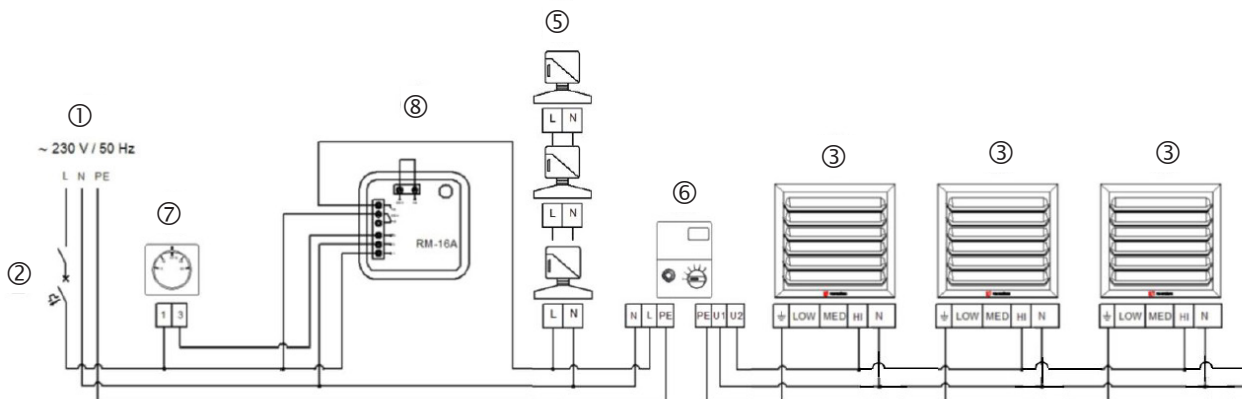 ⑤
① ⑧
~ 230 V / 50 Hz ③ ③ ③
L N PE L N
⑦ ⑥
RM-16A L N
②
1 3 L N N L PE PE U1 U2 LOW MED HI N LOW MED HI N LOW MED HI N